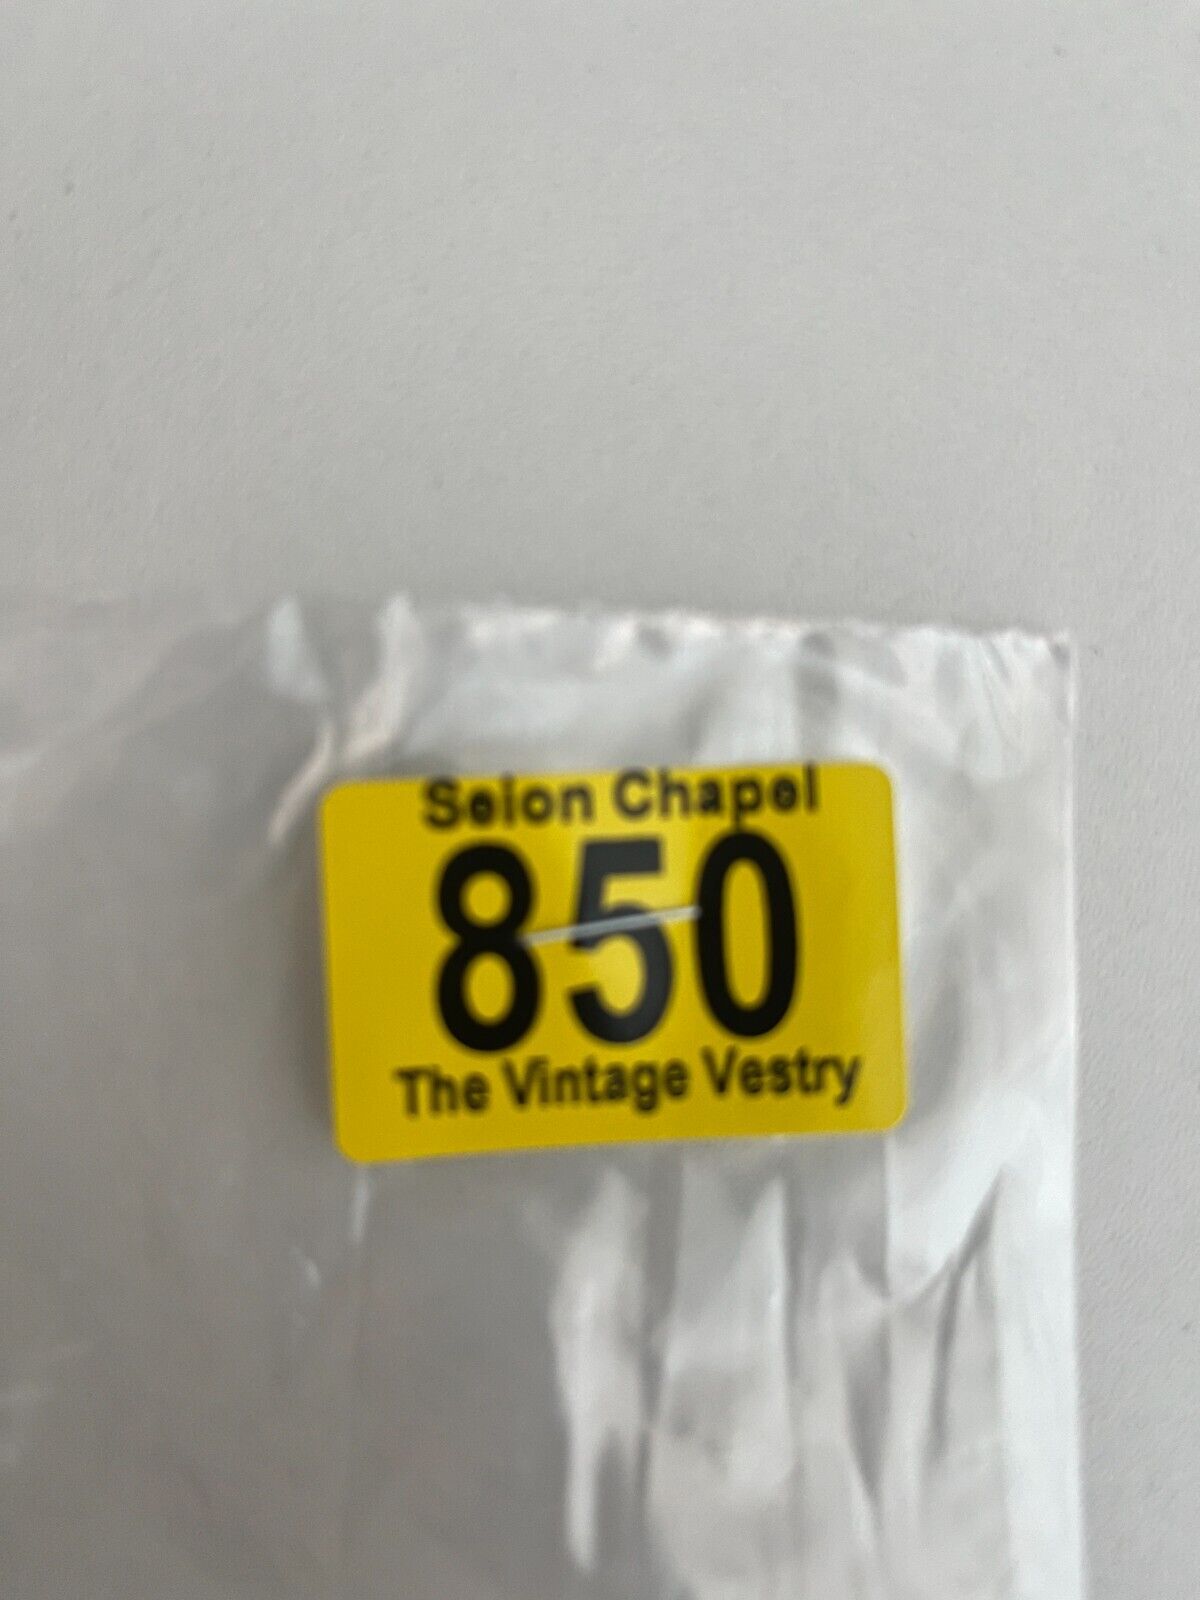 Seion Chapel
850
The Vintage Vestry